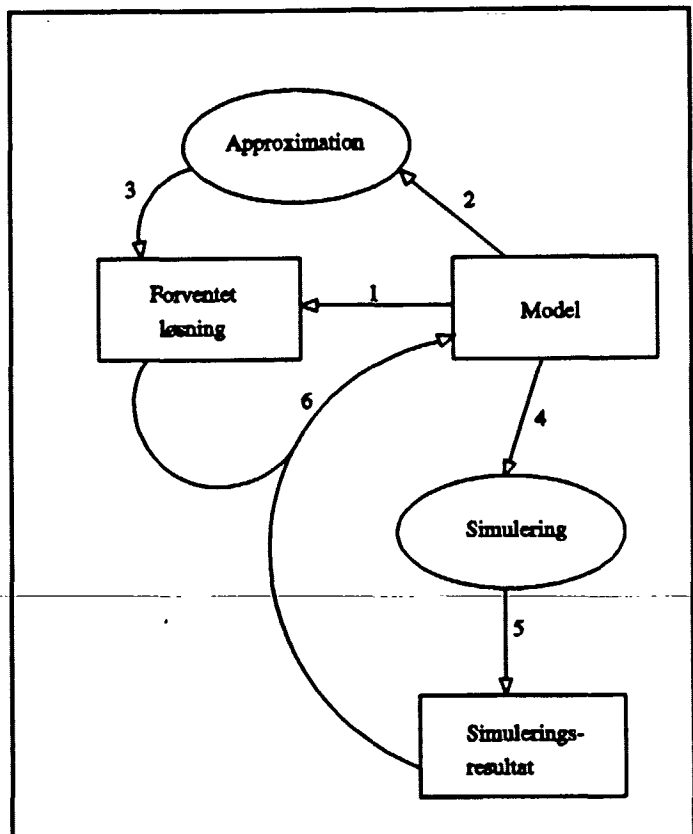 Approximation
3
2
Forventet
løsning
1
Model
6
4
Simulering
5
Simulerings-
resultat